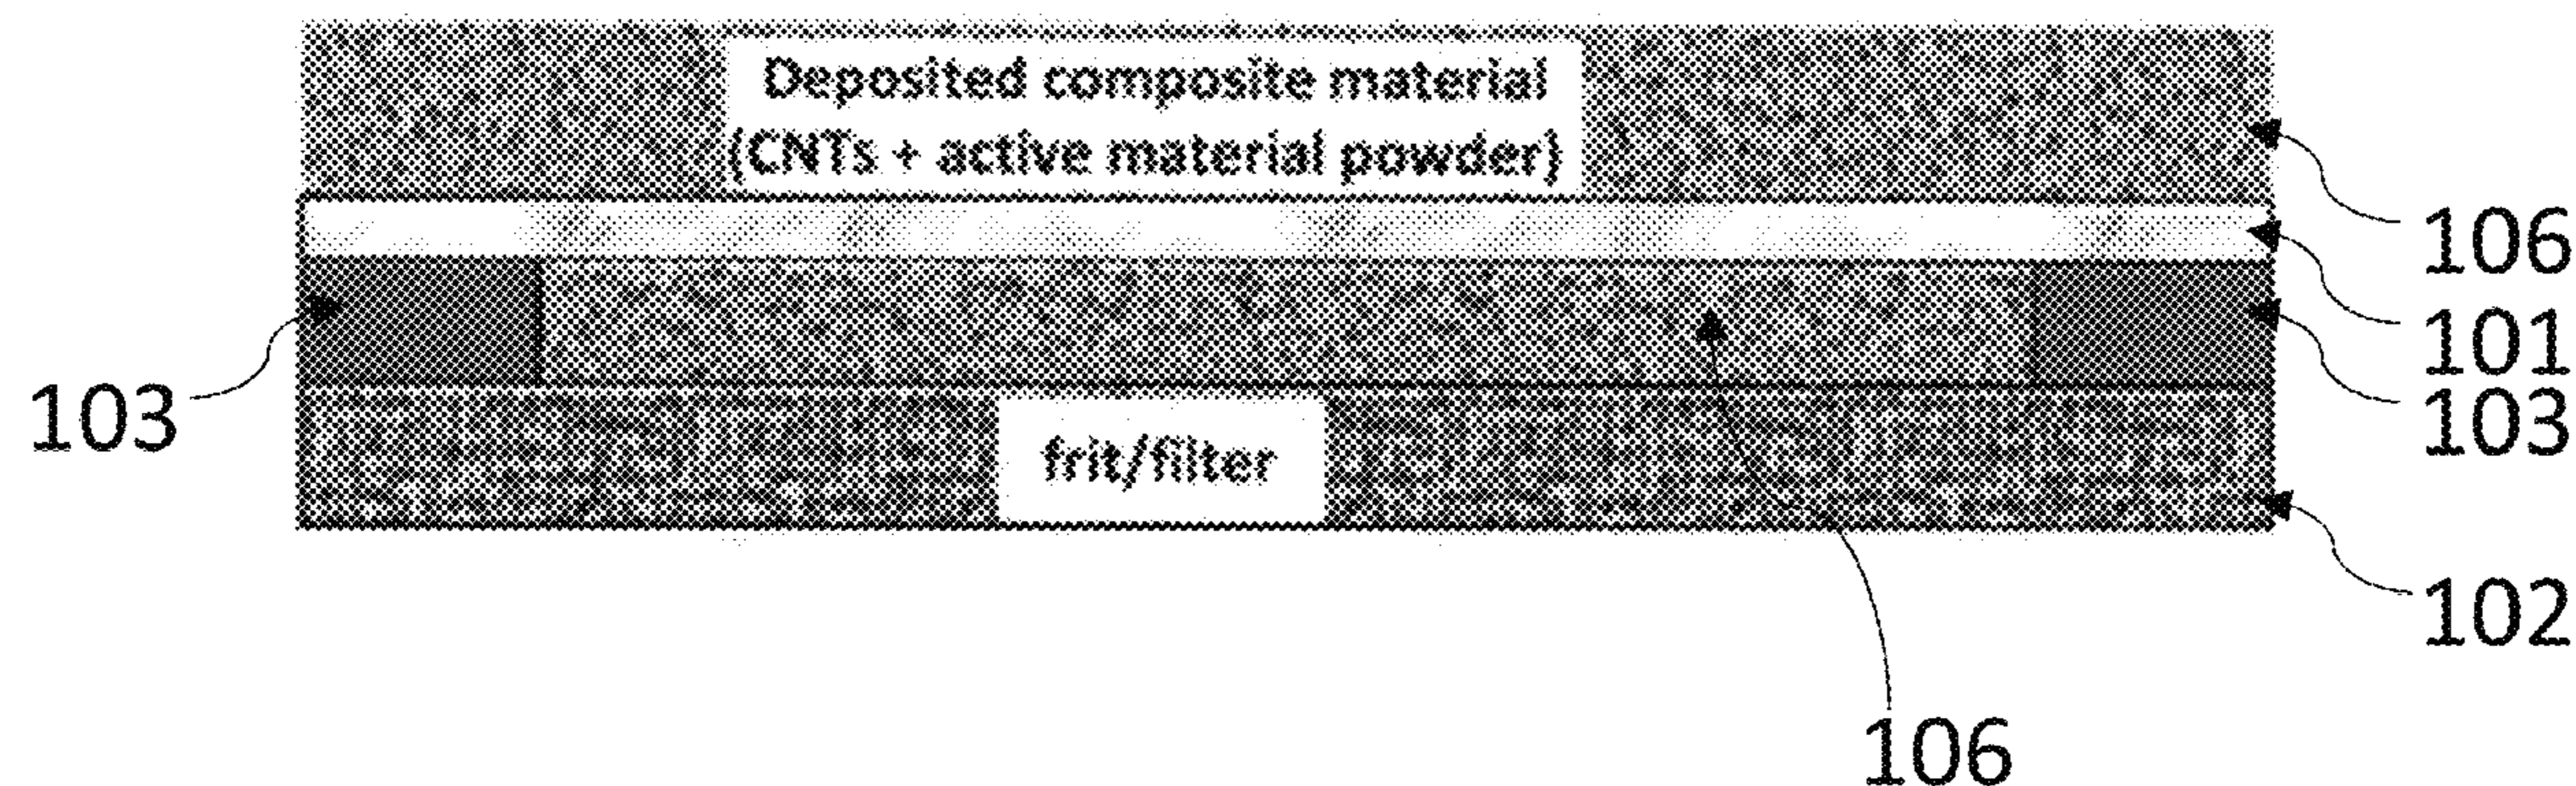 Deposited composite material
(CNTs + active material powder)
106
101
103
103
frit/filter
102
106